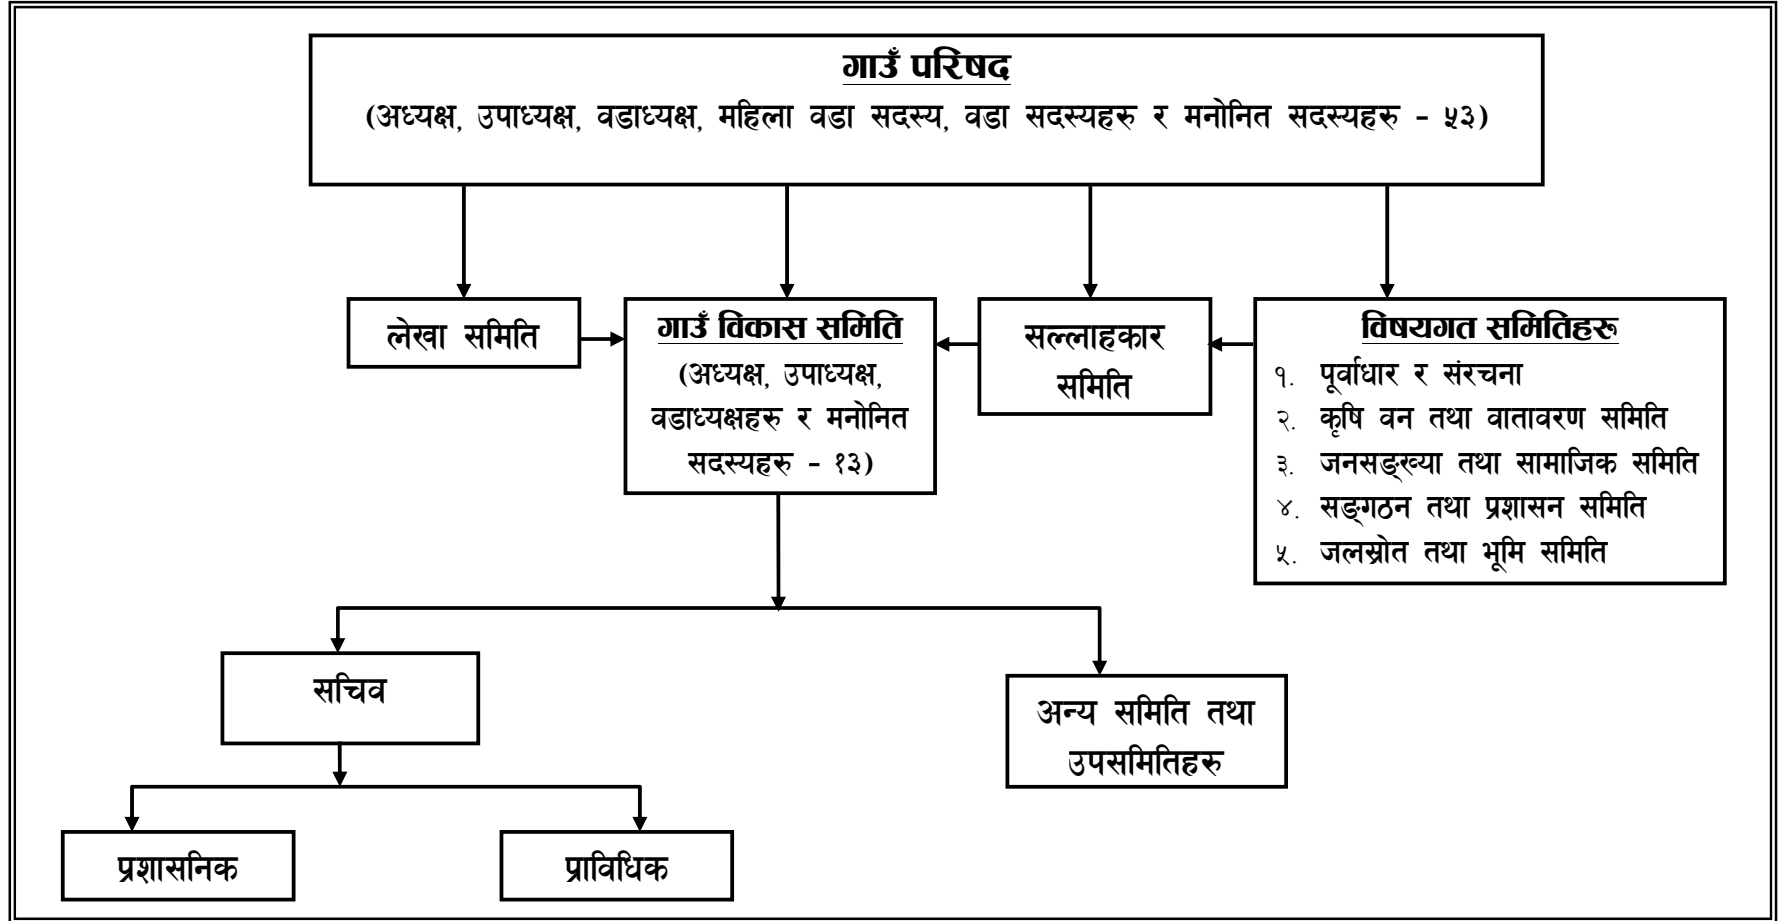 गाउँ परिषद
(अध्यक्ष, उपाध्यक्ष, वडाध्यक्ष, महिला वडा सदस्य, वडा सदस्यहरु र मनोनित सदस्यहरु - ५३)
लेखा समिति
गाउँ विकास समिति
(अध्यक्ष, उपाध्यक्ष,
वडाध्यक्षहरु र मनोनित
सदस्यहरु - १३)
सल्लाहकार
समिति
विषयगत समितिहरू
१. पूर्वाधार र संरचना
२. कृषि वन तथा वातावरण समिति
३. जनसङ्ख्या तथा सामाजिक समिति
४. सङ्गठन तथा प्रशासन समिति
५. जलस्रोत तथा भूमि समिति
सचिव
अन्य समिति तथा
उपसमितिहरु
प्रशासनिक
प्राविधिक